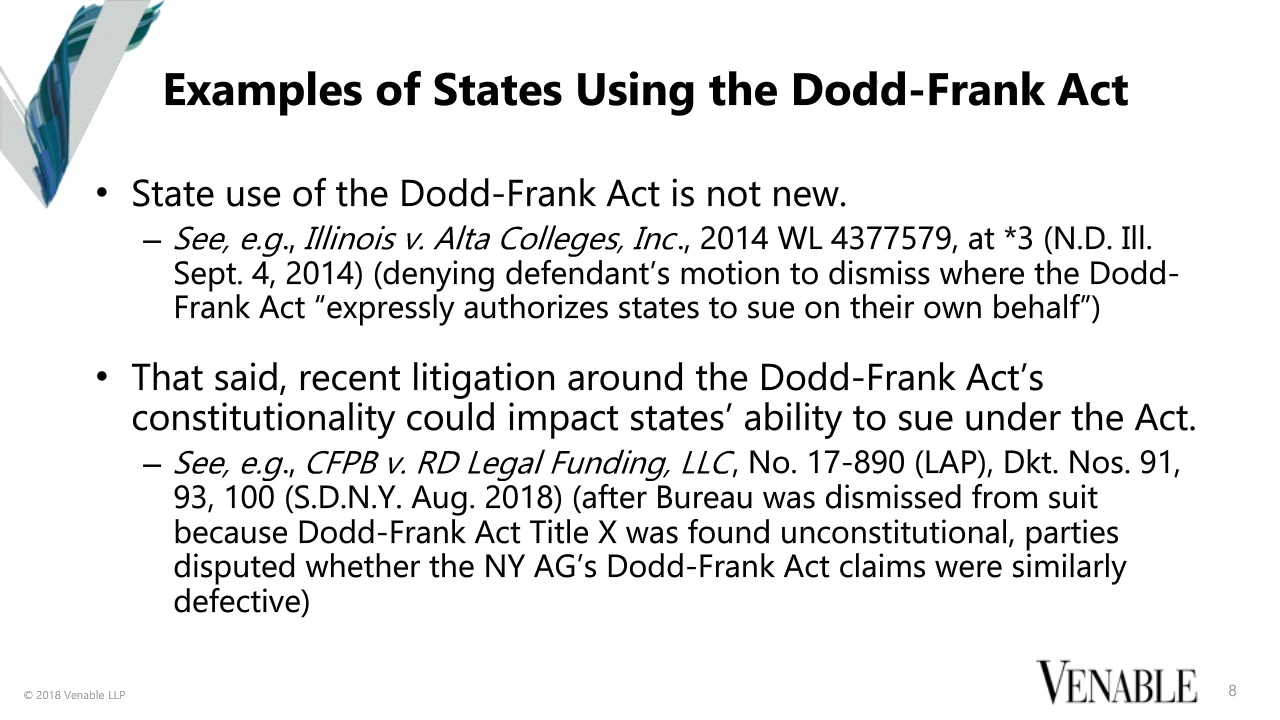 Examples of States Using the Dodd-Frank Act
• State use of the Dodd-Frank Act is not new.
– See, e.g., Illinois v. Alta Colleges, Inc., 2014 WL 4377579, at *3 (N.D. Ill.
Sept. 4, 2014) (denying defendant’s motion to dismiss where the Dodd-
Frank Act “expressly authorizes states to sue on their own behalf”)
• That said, recent litigation around the Dodd-Frank Act’s
constitutionality could impact states’ ability to sue under the Act.
– See, e.g., CFPB v. RD Legal Funding, LLC, No. 17-890 (LAP), Dkt. Nos. 91,
93, 100 (S.D.N.Y. Aug. 2018) (after Bureau was dismissed from suit
because Dodd-Frank Act Title X was found unconstitutional, parties
disputed whether the NY AG’s Dodd-Frank Act claims were similarly
defective)
© 2018 Venable LLP
VENABLE
8